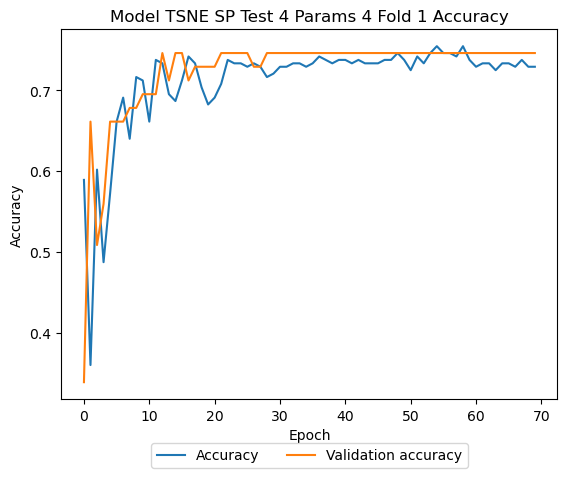 Model TSNE SP Test 4 Params 4 Fold 1 Accuracy
Accuracy
0.7
0.6
0.5
0.4
0 10 20 30 40 50 60 70
Epoch
Accuracy Validation accuracy